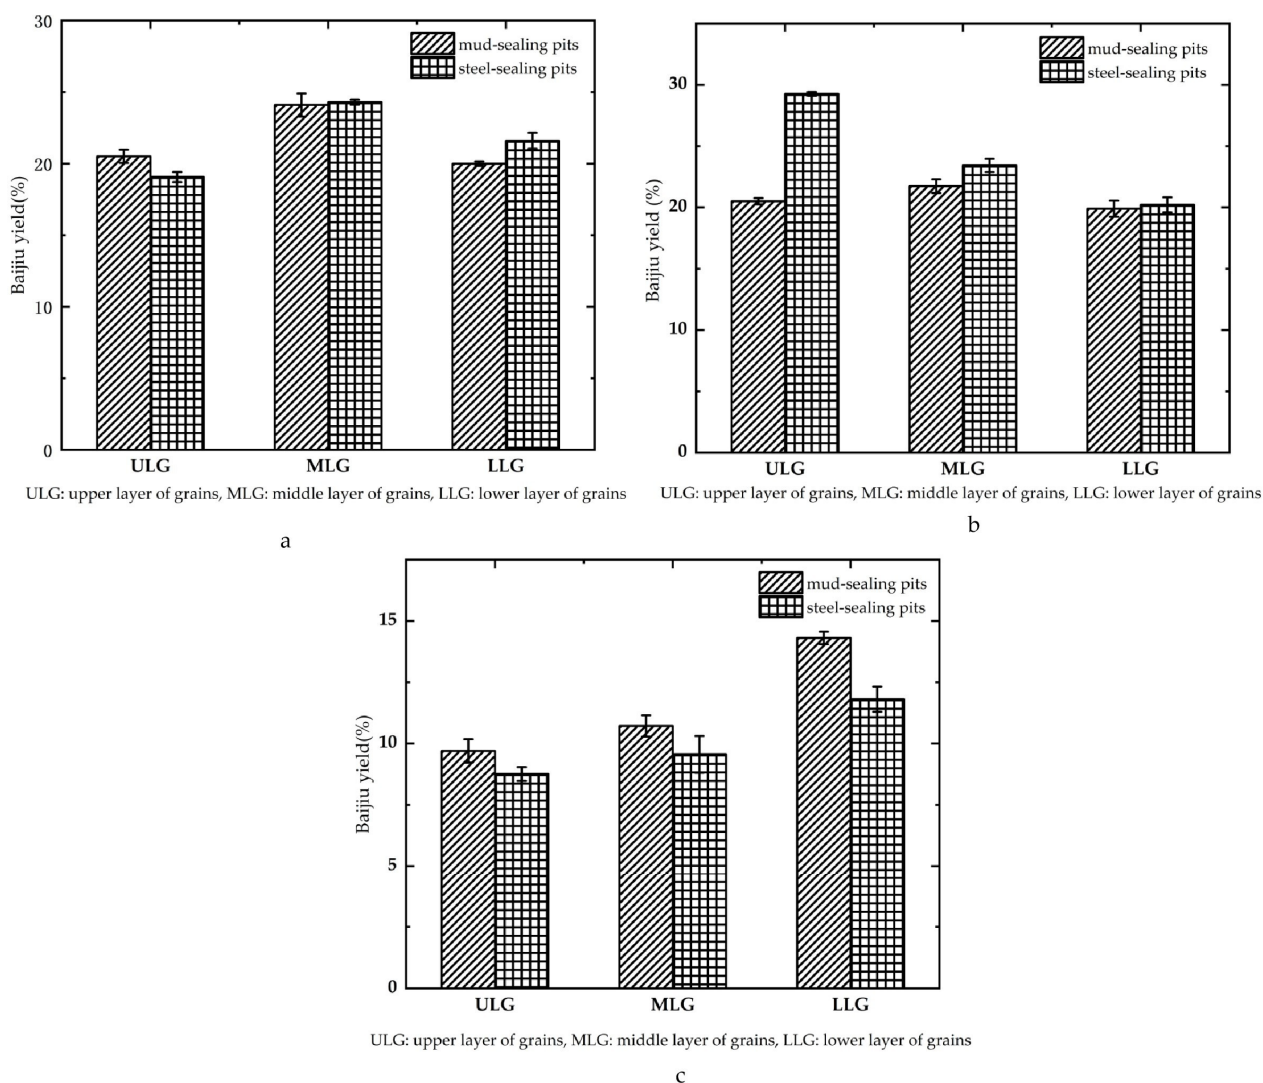 30
20
10
0
Baijiu yield(%)
mud-sealing pits
steel-sealing pits
ULG MLG LLG
ULG: upper layer of grains, MLG: middle layer of grains, LLG: lower layer of grains
a
30
20
10
0
Baijiu yield (%)
mud-sealing pits
steel-sealing pits
ULG MLG LLG
ULG: upper layer of grains, MLG: middle layer of grains, LLG: lower layer of grains
b
15
10
5
0
Baijiu yield(%)
mud-sealing pits
steel-sealing pits
ULG MLG LLG
ULG: upper layer of grains, MLG: middle layer of grains, LLG: lower layer of grains
c